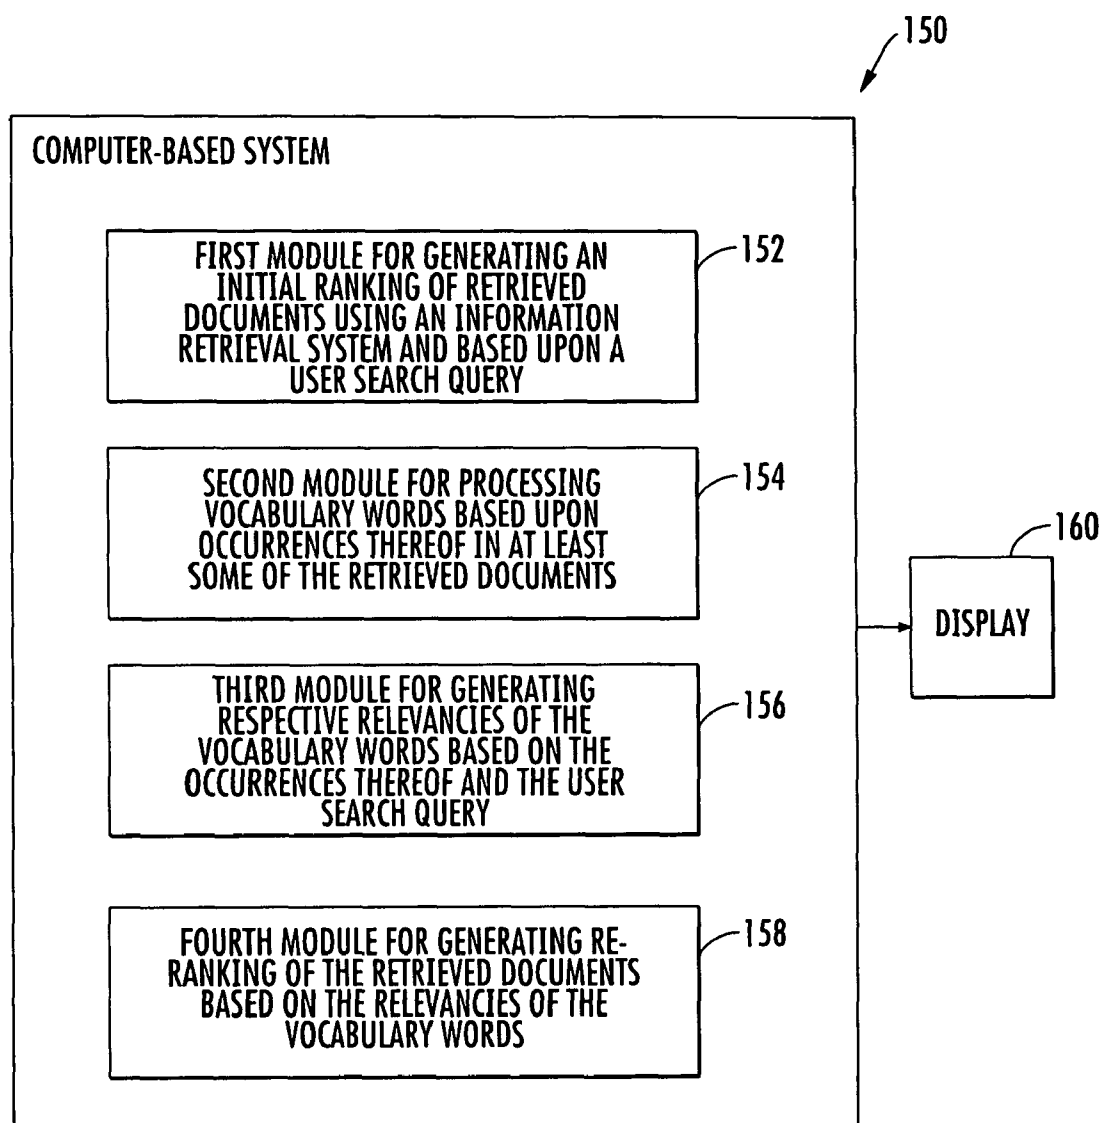 150
COMPUTER-BASED SYSTEM
FIRST MODULE FOR GENERATING AN
INITIAL RANKING OF RETRIEVED
DOCUMENTS USING AN INFORMATION
RETRIEVAL SYSTEM AND BASED UPON A
USER SEARCH QUERY
152
SECOND MODULE FOR PROCESSING
VOCABULARY WORDS BASED UPON
OCCURRENCES THEREOF IN AT LEAST
SOME OF THE RETRIEVED DOCUMENTS
154
160
DISPLAY
THIRD MODULE FOR GENERATING
RESPECTIVE RELEVANCIES OF THE
VOCABULARY WORDS BASED ON THE
OCCURRENCES THEREOF AND THE USER
SEARCH QUERY
156
FOURTH MODULE FOR GENERATING RE-
RANKING OF THE RETRIEVED DOCUMENTS
BASED ON THE RELEVANCIES OF THE
VOCABULARY WORDS
158